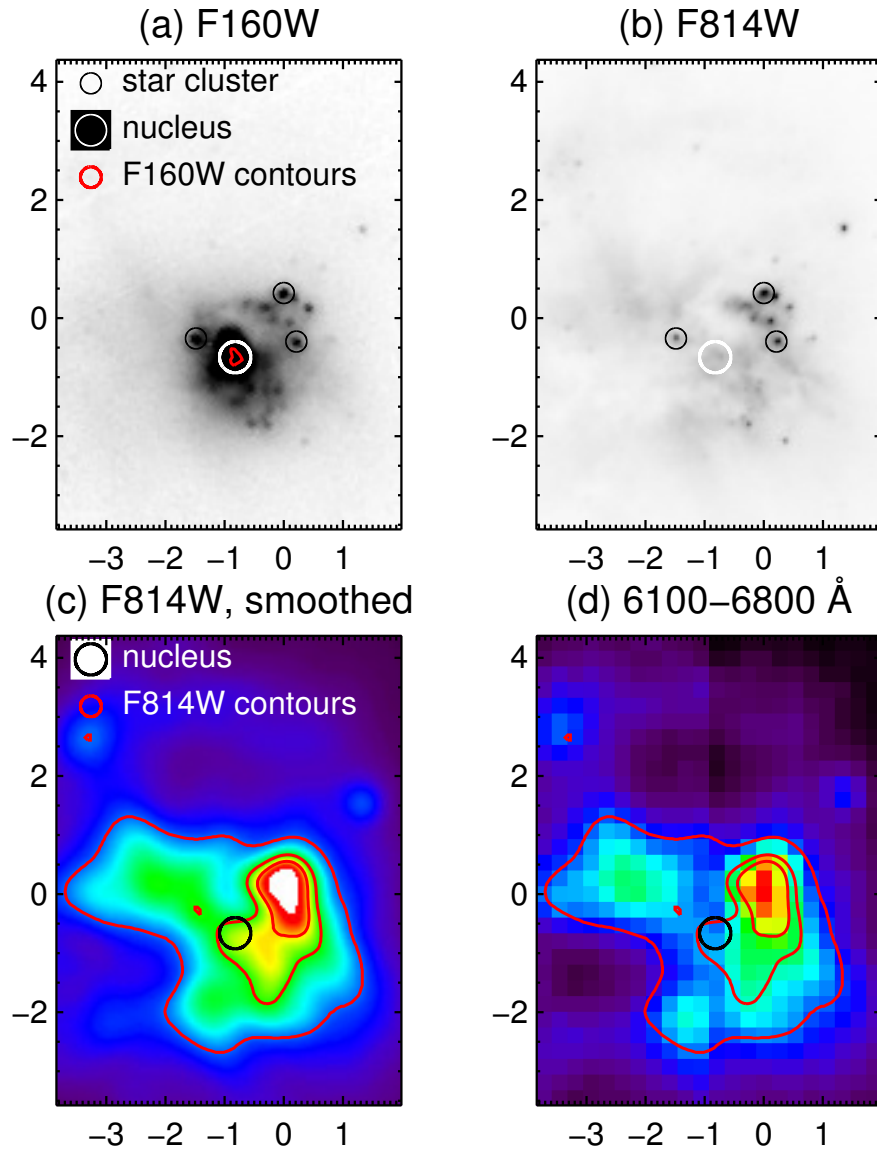 (a) F160W
(b) F814W
4
2
0
−2
star cluster
nucleus
F160W contours
−3 −2 −1 0 1
4
2
0
−2
−3 −2 −1 0 1
(c) F814W, smoothed
(d) 6100−6800 Å
4
2
0
−2
nucleus
F814W contours
−3 −2 −1 0 1
4
2
0
−2
−3 −2 −1 0 1